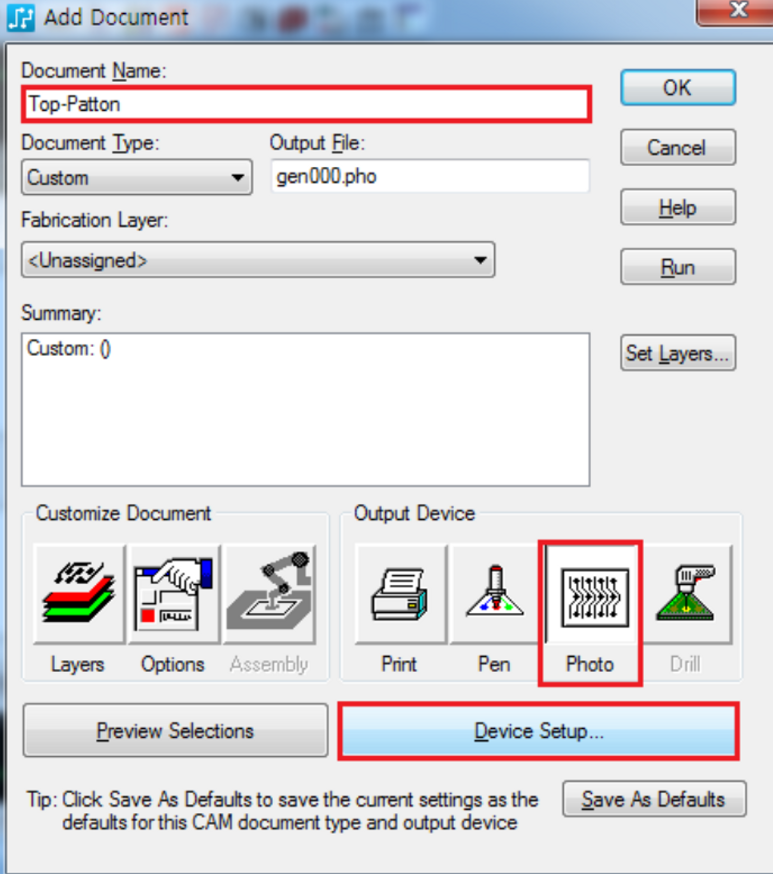 Add Document
Document Name:
Top-Patton
OK
Document Type:
Output File:
Cancel
Custom
gen000.pho
Help
Fabrication Layer:
<Unassigned>
Run
Summary:
Custom: ()
Set Layers...
Customize Document
Output Device
Layers
Options
Assembly
Print
Pen
Photo
Drill
Preview Selections
Device Setup...
Tip: Click Save As Defaults to save the current settings as the
defaults for this CAM document type and output device
Save As Defaults